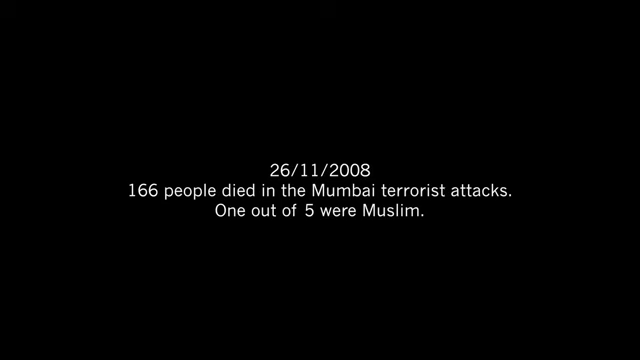 26/11/2008
166 people died in the Mumbai terrorist attacks.
One out of 5 were Muslim.